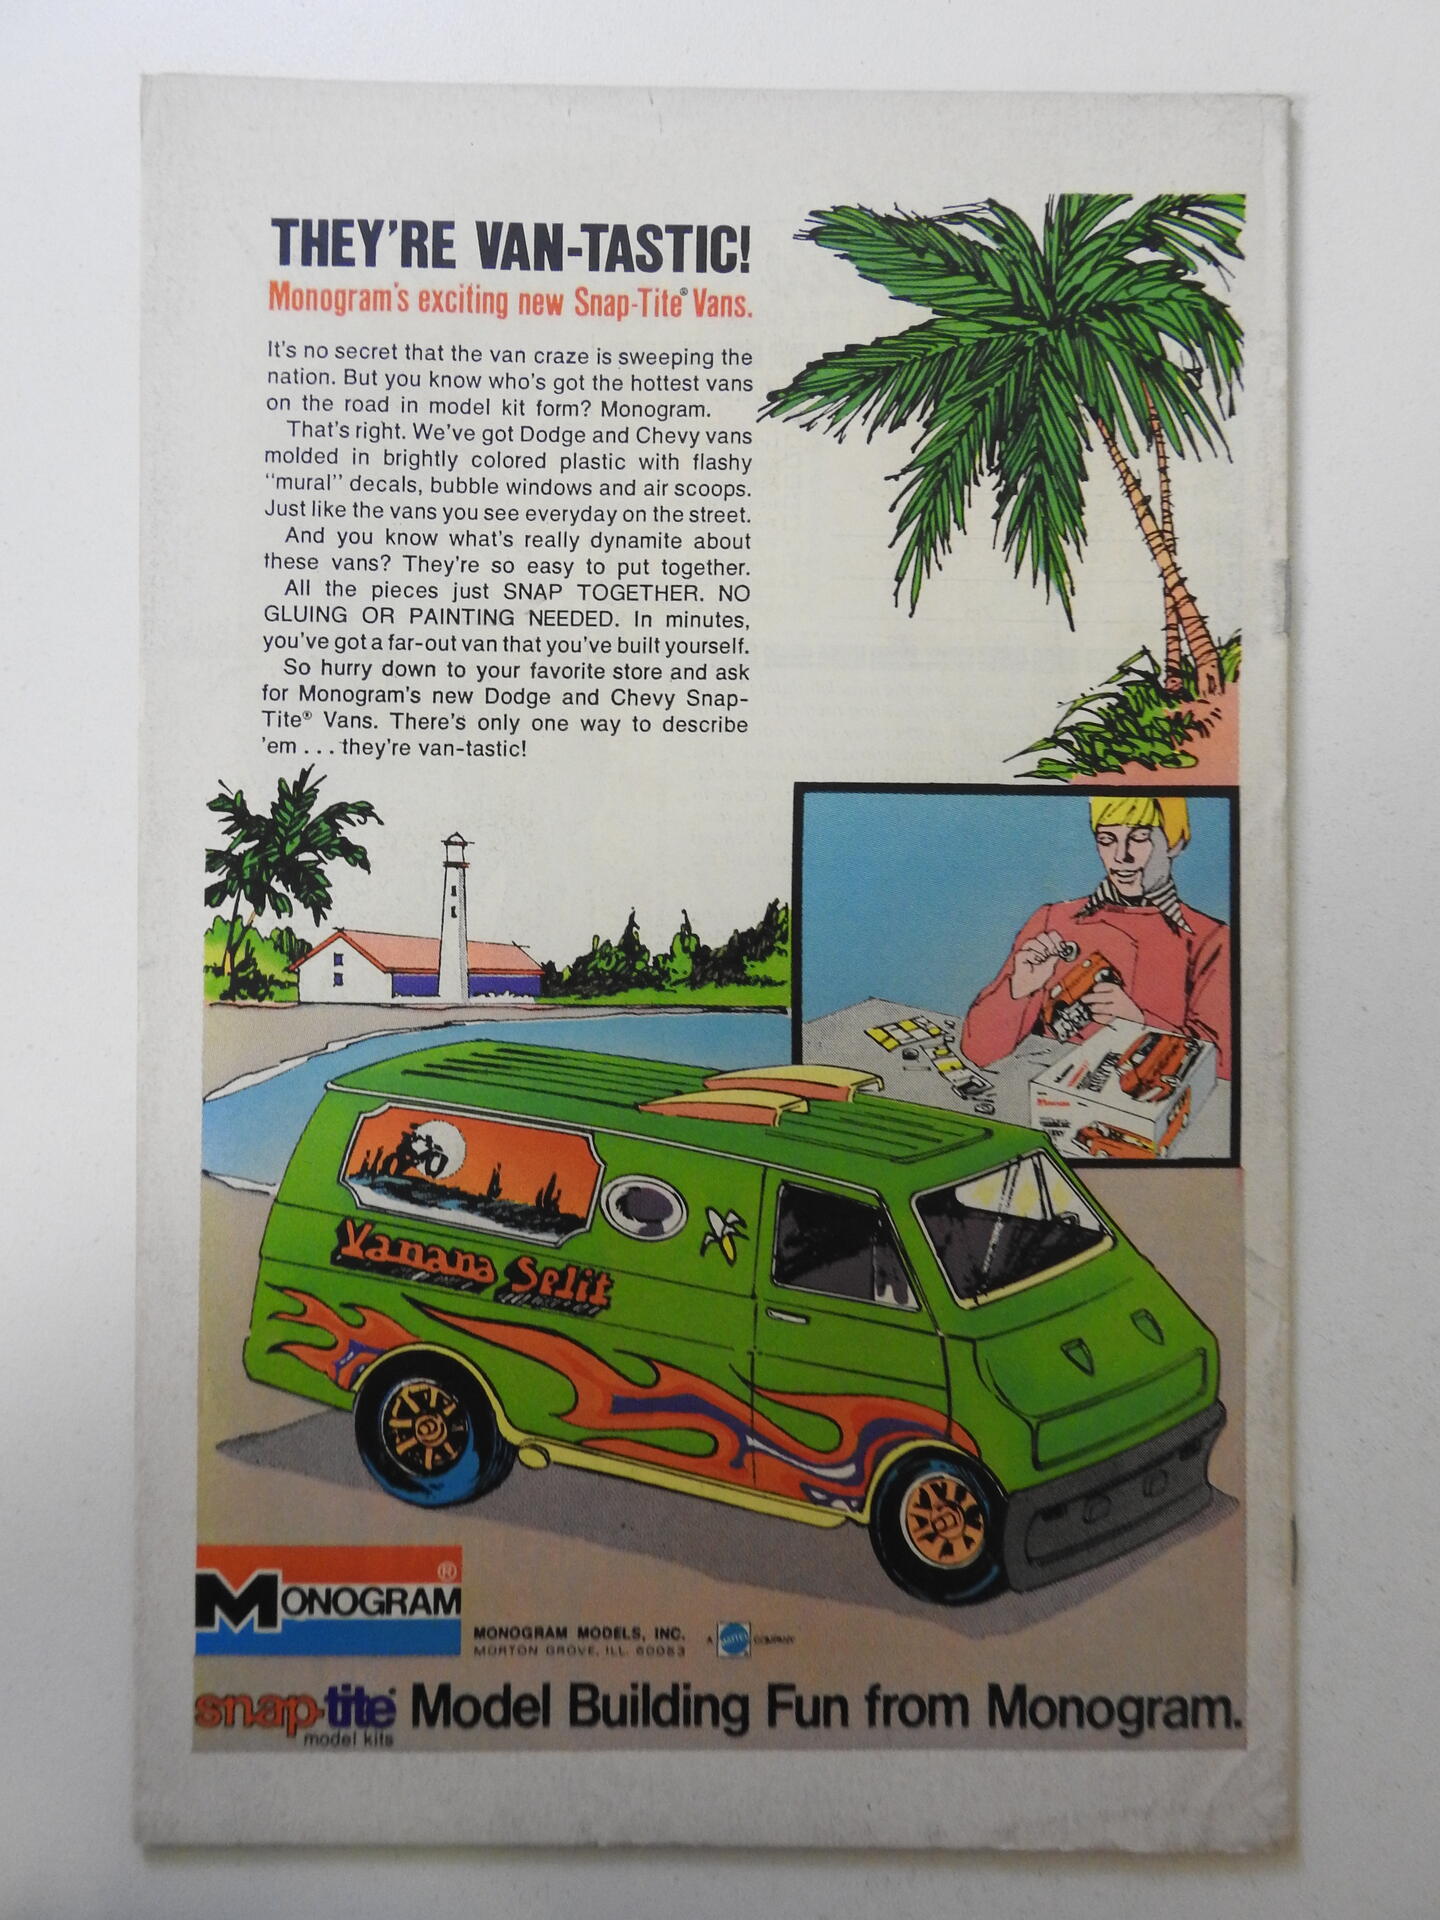 THEY'RE VAN-TASTIC!
Monogram's exciting new Snap-Tite® Vans.
It's no secret that the van craze is sweeping the
nation. But you know who's got the hottest vans
on the road in model kit form? Monogram.
That's right. We've got Dodge and Chevy vans
molded in brightly colored plastic with flashy
"mural" decals, bubble windows and air scoops.
Just like the vans you see everyday on the street.
And you know what's really dynamite about
these vans? They're so easy to put together.
All the pieces just SNAP TOGETHER. NO
GLUING OR PAINTING NEEDED. In minutes,
you've got a far-out van that you've built yourself.
So hurry down to your favorite store and ask
for Monogram's new Dodge and Chevy Snap-
Tite® Vans. There's only one way to describe
'em . . . they're van-tastic!
Vanana Split
MONOGRAM®
MONOGRAM MODELS, INC.
MORTON GROVE, ILL. 60053
A MATTEL COMPANY
snap-tite® Model Building Fun from Monogram.
model kits